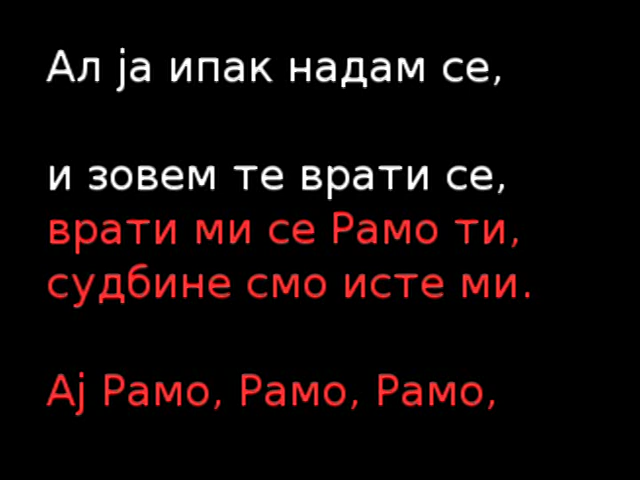 Ал ја ипак надам се,
и зовем те врати се,
врати ми се Рамо ти,
судбине смо исте ми.
Ај Рамо, Рамо, Рамо,